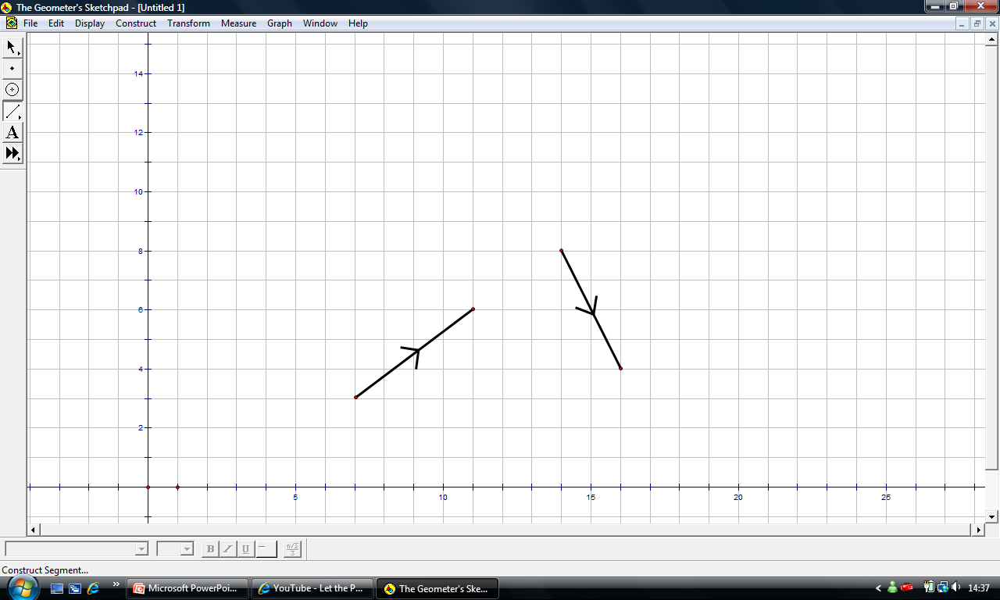 The Geometer's Sketchpad - [Untitled 1]
File Edit Display Construct Transform Measure Graph Window Help
A
14
12
10
8
6
4
2
5 10 15 20 25
B I U
Construct Segment...
» Microsoft PowerPoi... YouTube - Let the P... The Geometer's Ske... 14:37